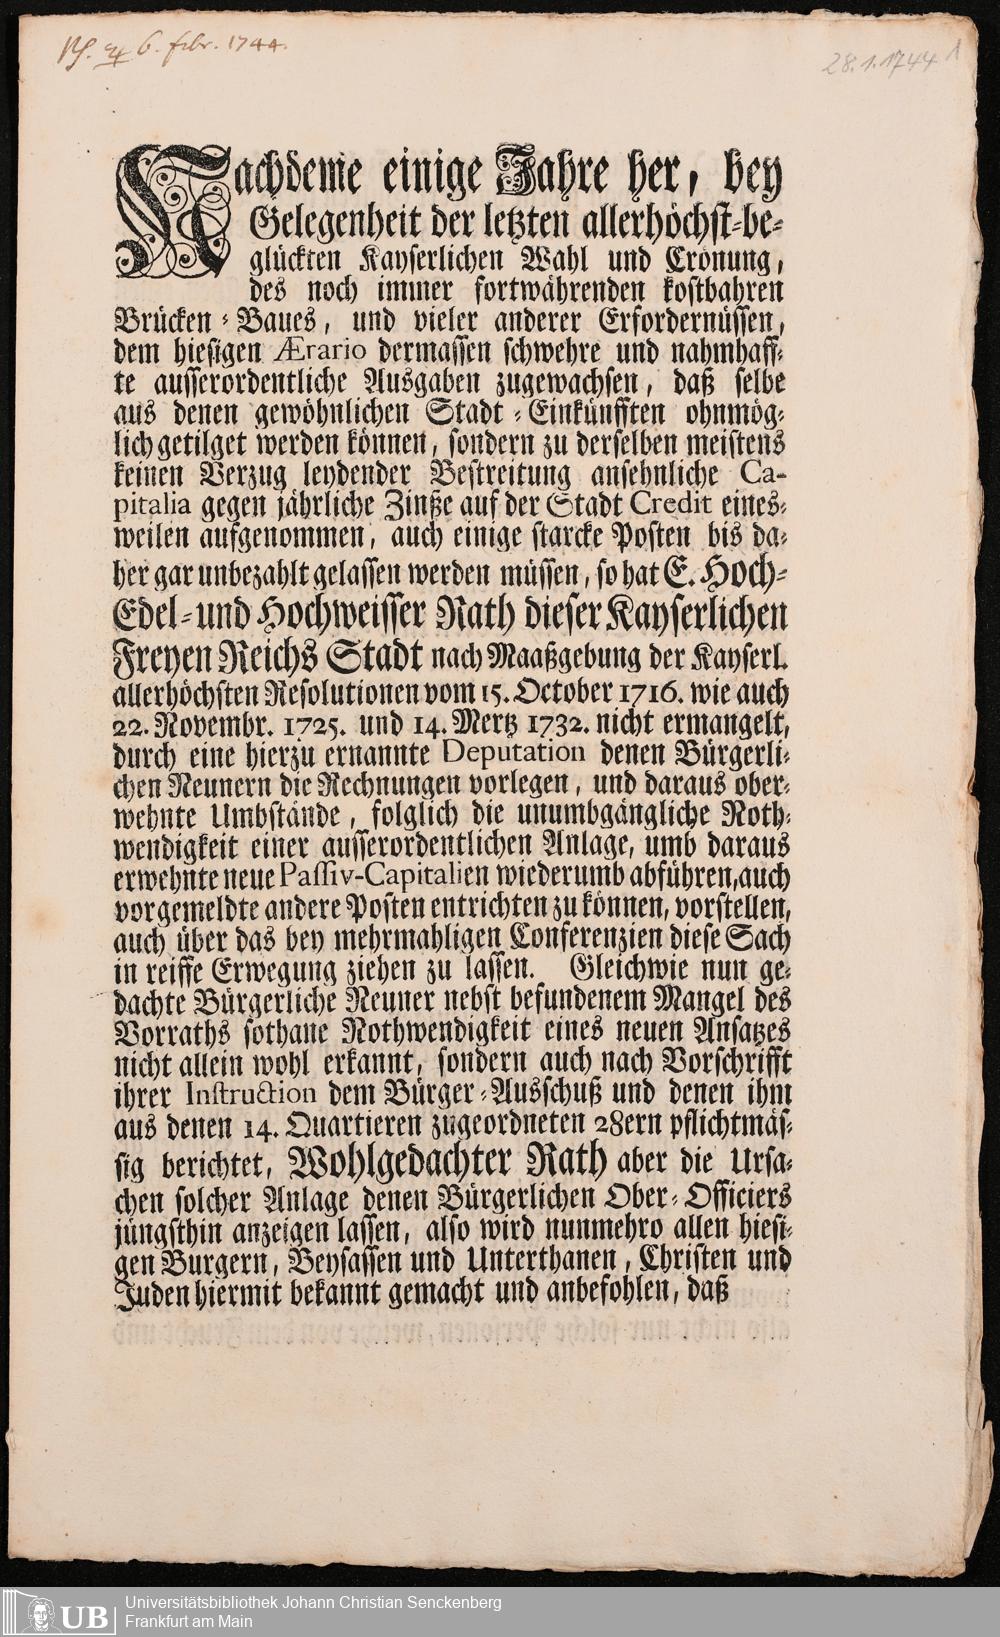 6. febr. 1744.
28.1.1744
1
Nachdeme einige Jahre her, bey
Gelegenheit der letzten allerhöchst-be-
glückten Kayserlichen Wahl und Crönung,
des noch immer fortwährenden kostbahren
Brücken-Baues, und vieler anderer Erfordernüssen,
dem hiesigen Ærario dermassen schwehre und nahmhaff-
te ausserordentliche Ausgaben zugewachsen, daß selbe
aus denen gewöhnlichen Stadt-Einkünfften ohnmög-
lich getilget werden können, sondern zu derselben meistens
keinen Verzug leydender Bestreitung ansehnliche Ca-
pitalia gegen jährliche Zinße auf der Stadt Credit eines-
weilen aufgenommen, auch einige starcke Posten bis da-
her gar unbezahlt gelassen werden müssen, so hat E. Hoch-
Edel- und Hochweisser Rath dieser Kayserlichen
Freyen Reichs Stadt nach Maaßgebung der Kayserl.
allerhöchsten Resolutionen vom 15. October 1716. wie auch
22. Novembr. 1725. und 14. Mertz 1732. nicht ermangelt,
durch eine hierzu ernannte Deputation denen Bürgerli-
chen Neunern die Rechnungen vorlegen, und daraus ober-
wehnte Umbstände, folglich die unumbgängliche Noth-
wendigkeit einer ausserordentlichen Anlage, umb daraus
erwehnte neue Passiv-Capitalien wiederumb abführen, auch
vorgemeldte andere Posten entrichten zu können, vorstellen,
auch über das bey mehrmahligen Conferenzien diese Sach
in reiffe Erwegung ziehen zu lassen. Gleichwie nun ge-
dachte Bürgerliche Neuner nebst befundenem Mangel des
Vorraths sothane Nothwendigkeit eines neuen Ansatzes
nicht allein wohl erkannt, sondern auch nach Vorschrifft
ihrer Instruction dem Bürger-Ausschuß und denen ihm
aus denen 14. Quartieren zugeordneten 28ern pflichtmäs-
sig berichtet, Wohlgedachter Rath aber die Ursa-
chen solcher Anlage denen Bürgerlichen Ober-Officiers
jüngsthin anzeigen lassen, also wird nunmehro allen hiesi-
gen Burgern, Beysassen und Unterthanen, Christen und
Juden hiermit bekannt gemacht und anbefohlen, daß
UB
Universitätsbibliothek Johann Christian Senckenberg
Frankfurt am Main